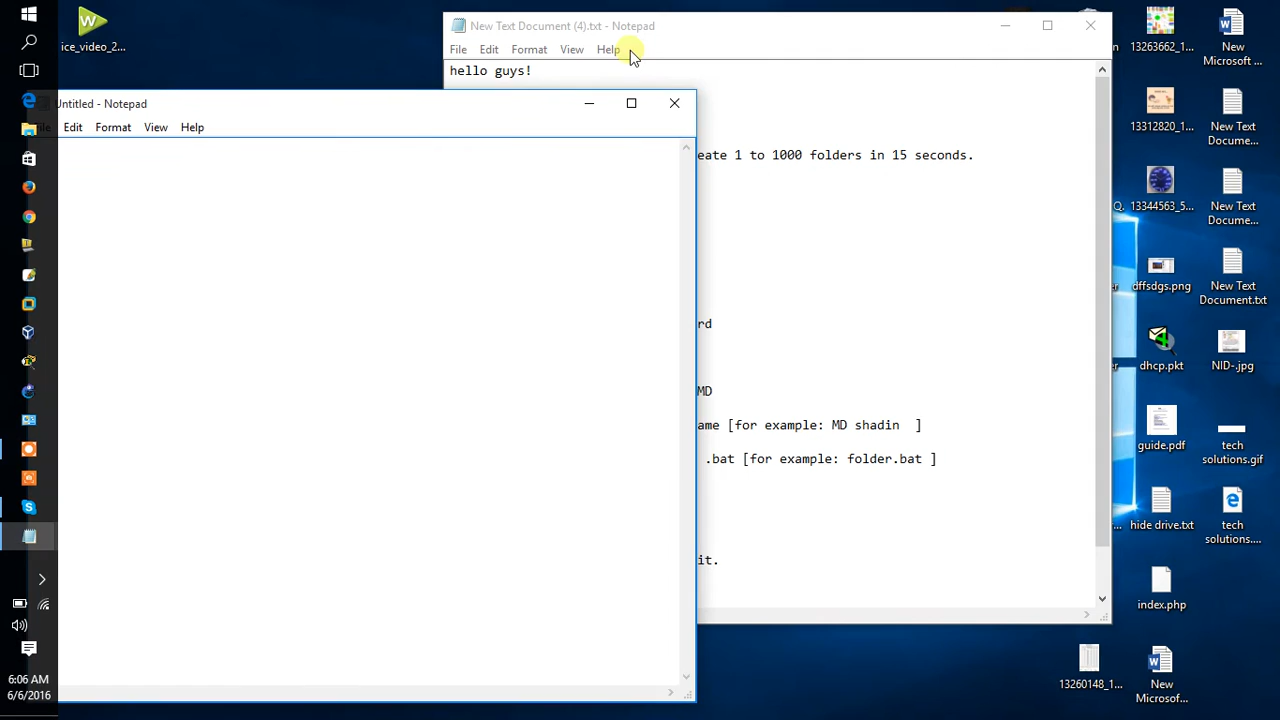 ice_video_2...
New Text Document (4).txt - Notepad
File Edit Format View Help
hello guys!
Untitled - Notepad
Edit Format View Help
eate 1 to 1000 folders in 15 seconds.
rd
MD
ame [for example: MD shadin ]
.bat [for example: folder.bat ]
it.
13263662_1...
New Microsoft ...
13312820_1...
New Text Docume...
13344563_5...
New Text Docume...
dffsdgs.png
New Text Document.txt
dhcp.pkt
NID-.jpg
guide.pdf
tech solutions.gif
hide drive.txt
tech solutions....
index.php
13260148_1...
New Microsof...
6:06 AM
6/6/2016